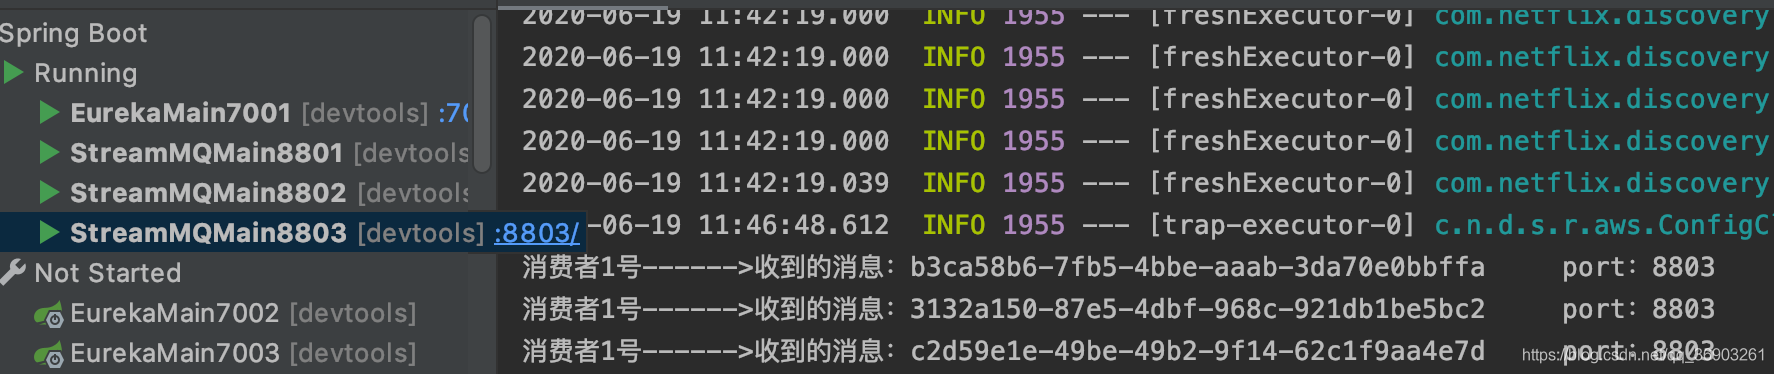 Spring Boot
Running
EurekaMain7001 [devtools] :70
StreamMQMain8801 [devtools
StreamMQMain8802 [devtools
StreamMQMain8803 [devtools] :8803/
Not Started
EurekaMain7002 [devtools]
EurekaMain7003 [devtools]
2020-06-19 11:42:19.000  INFO 1955 --- [freshExecutor-0] com.netflix.discovery
2020-06-19 11:42:19.000  INFO 1955 --- [freshExecutor-0] com.netflix.discovery
2020-06-19 11:42:19.000  INFO 1955 --- [freshExecutor-0] com.netflix.discovery
2020-06-19 11:42:19.000  INFO 1955 --- [freshExecutor-0] com.netflix.discovery
2020-06-19 11:42:19.039  INFO 1955 --- [freshExecutor-0] com.netflix.discovery
-06-19 11:46:48.612  INFO 1955 --- [trap-executor-0] c.n.d.s.r.aws.ConfigC
消费者1号------>收到的消息：b3ca58b6-7fb5-4bbe-aaab-3da70e0bbffa port：8803
消费者1号------>收到的消息：3132a150-87e5-4dbf-968c-921db1be5bc2 port：8803
消费者1号------>收到的消息：c2d59e1e-49be-49b2-9f14-62c1f9aa4e7d port：8803
https://blog.csdn.net/qq_36903261